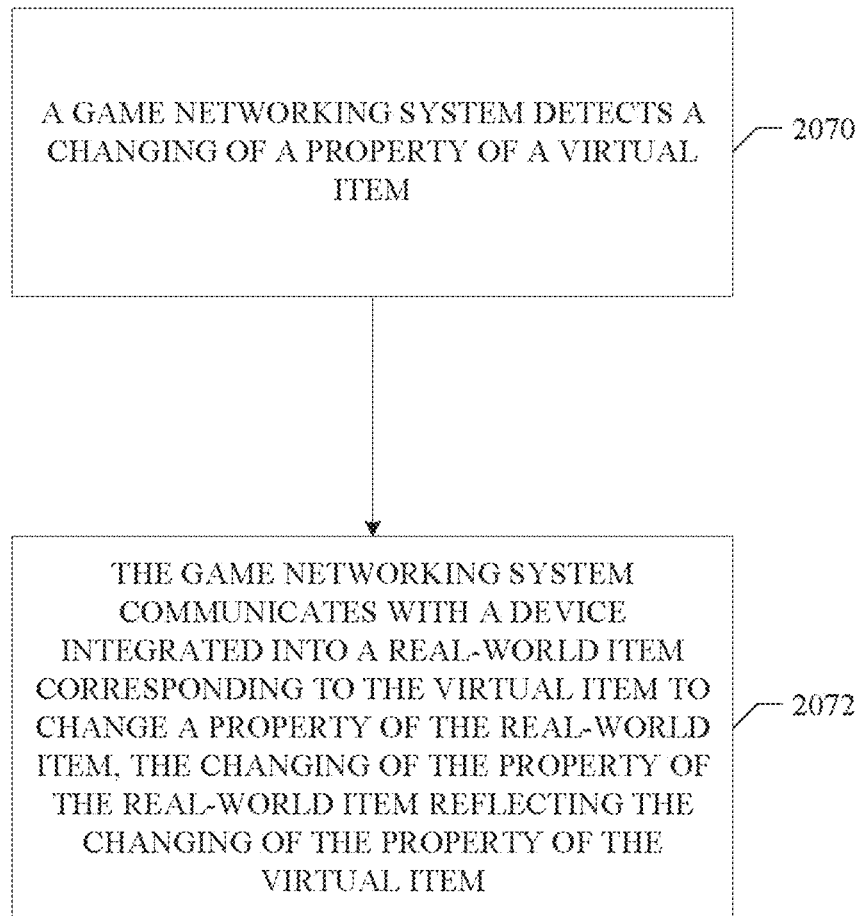 A GAME NETWORKING SYSTEM DETECTS A
CHANGING OF A PROPERTY OF A VIRTUAL
ITEM
2070
THE GAME NETWORKING SYSTEM
COMMUNICATES WITH A DEVICE
INTEGRATED INTO A REAL-WORLD ITEM
CORRESPONDING TO THE VIRTUAL ITEM TO
CHANGE A PROPERTY OF THE REAL-WORLD
ITEM, THE CHANGING OF THE PROPERTY OF
THE REAL-WORLD ITEM REFLECTING THE
CHANGING OF THE PROPERTY OF THE
VIRTUAL ITEM
2072